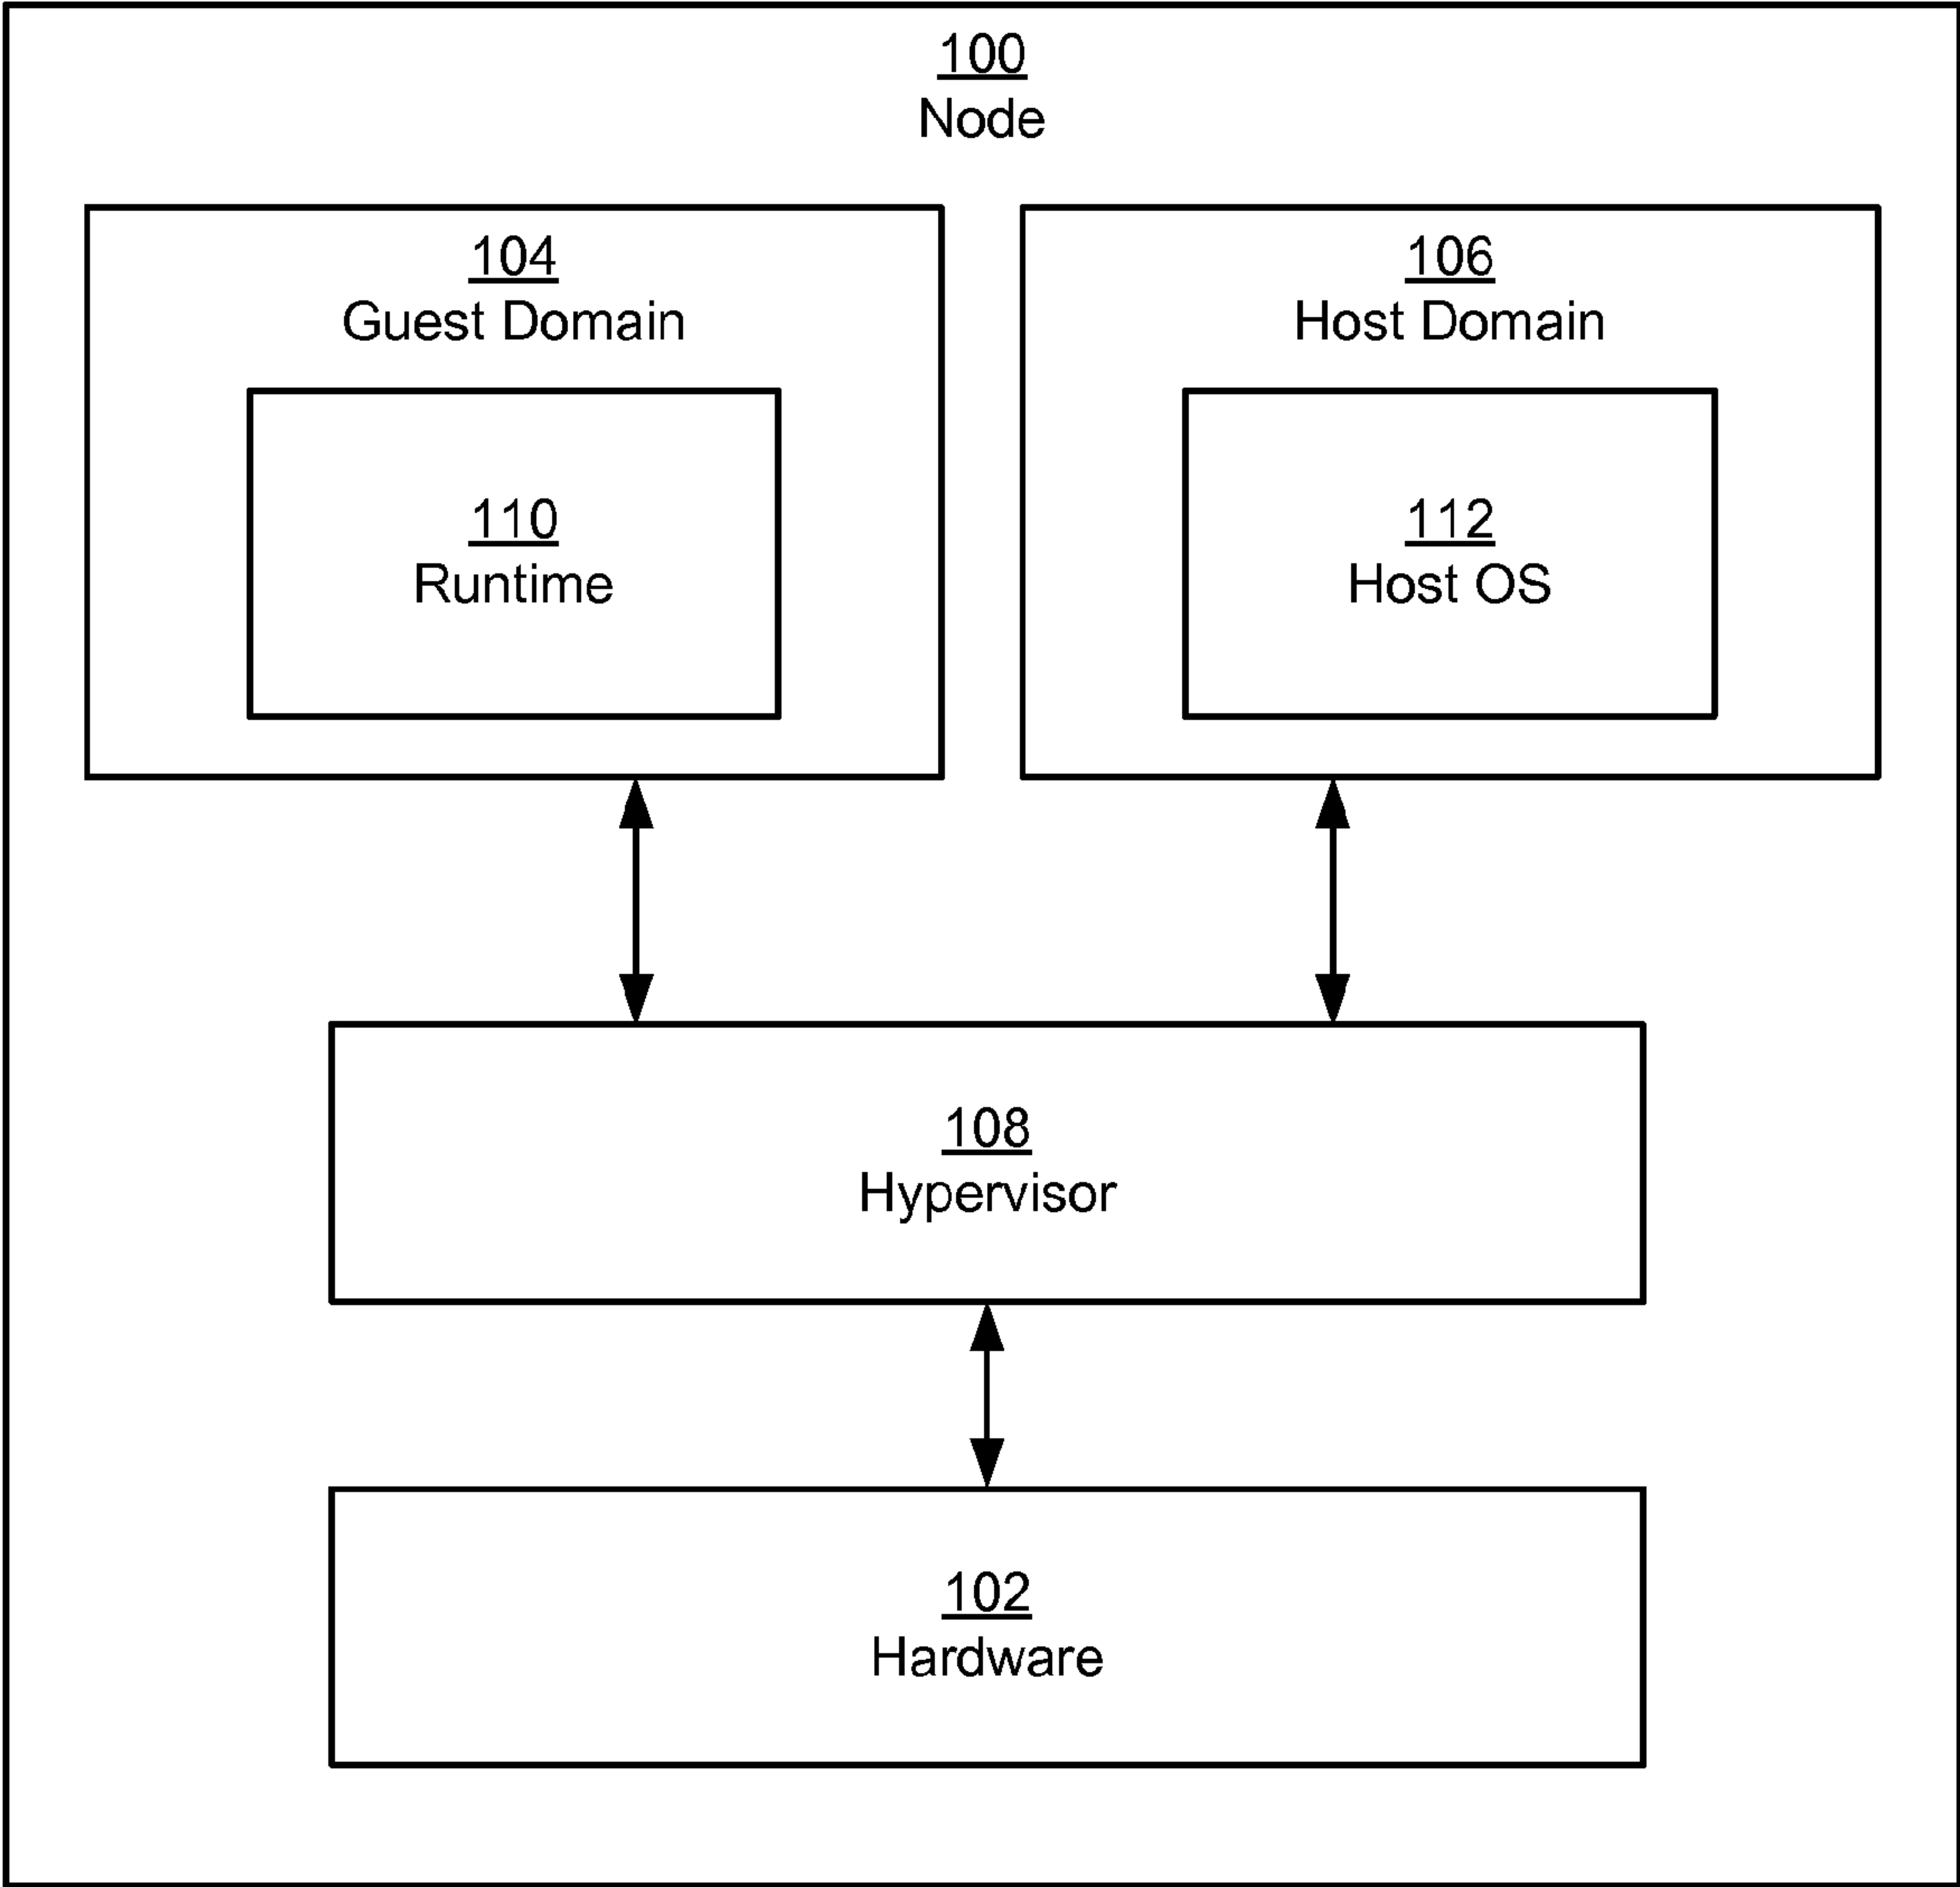 100
Node
104
Guest Domain
110
Runtime
106
Host Domain
112
Host OS
108
Hypervisor
102
Hardware